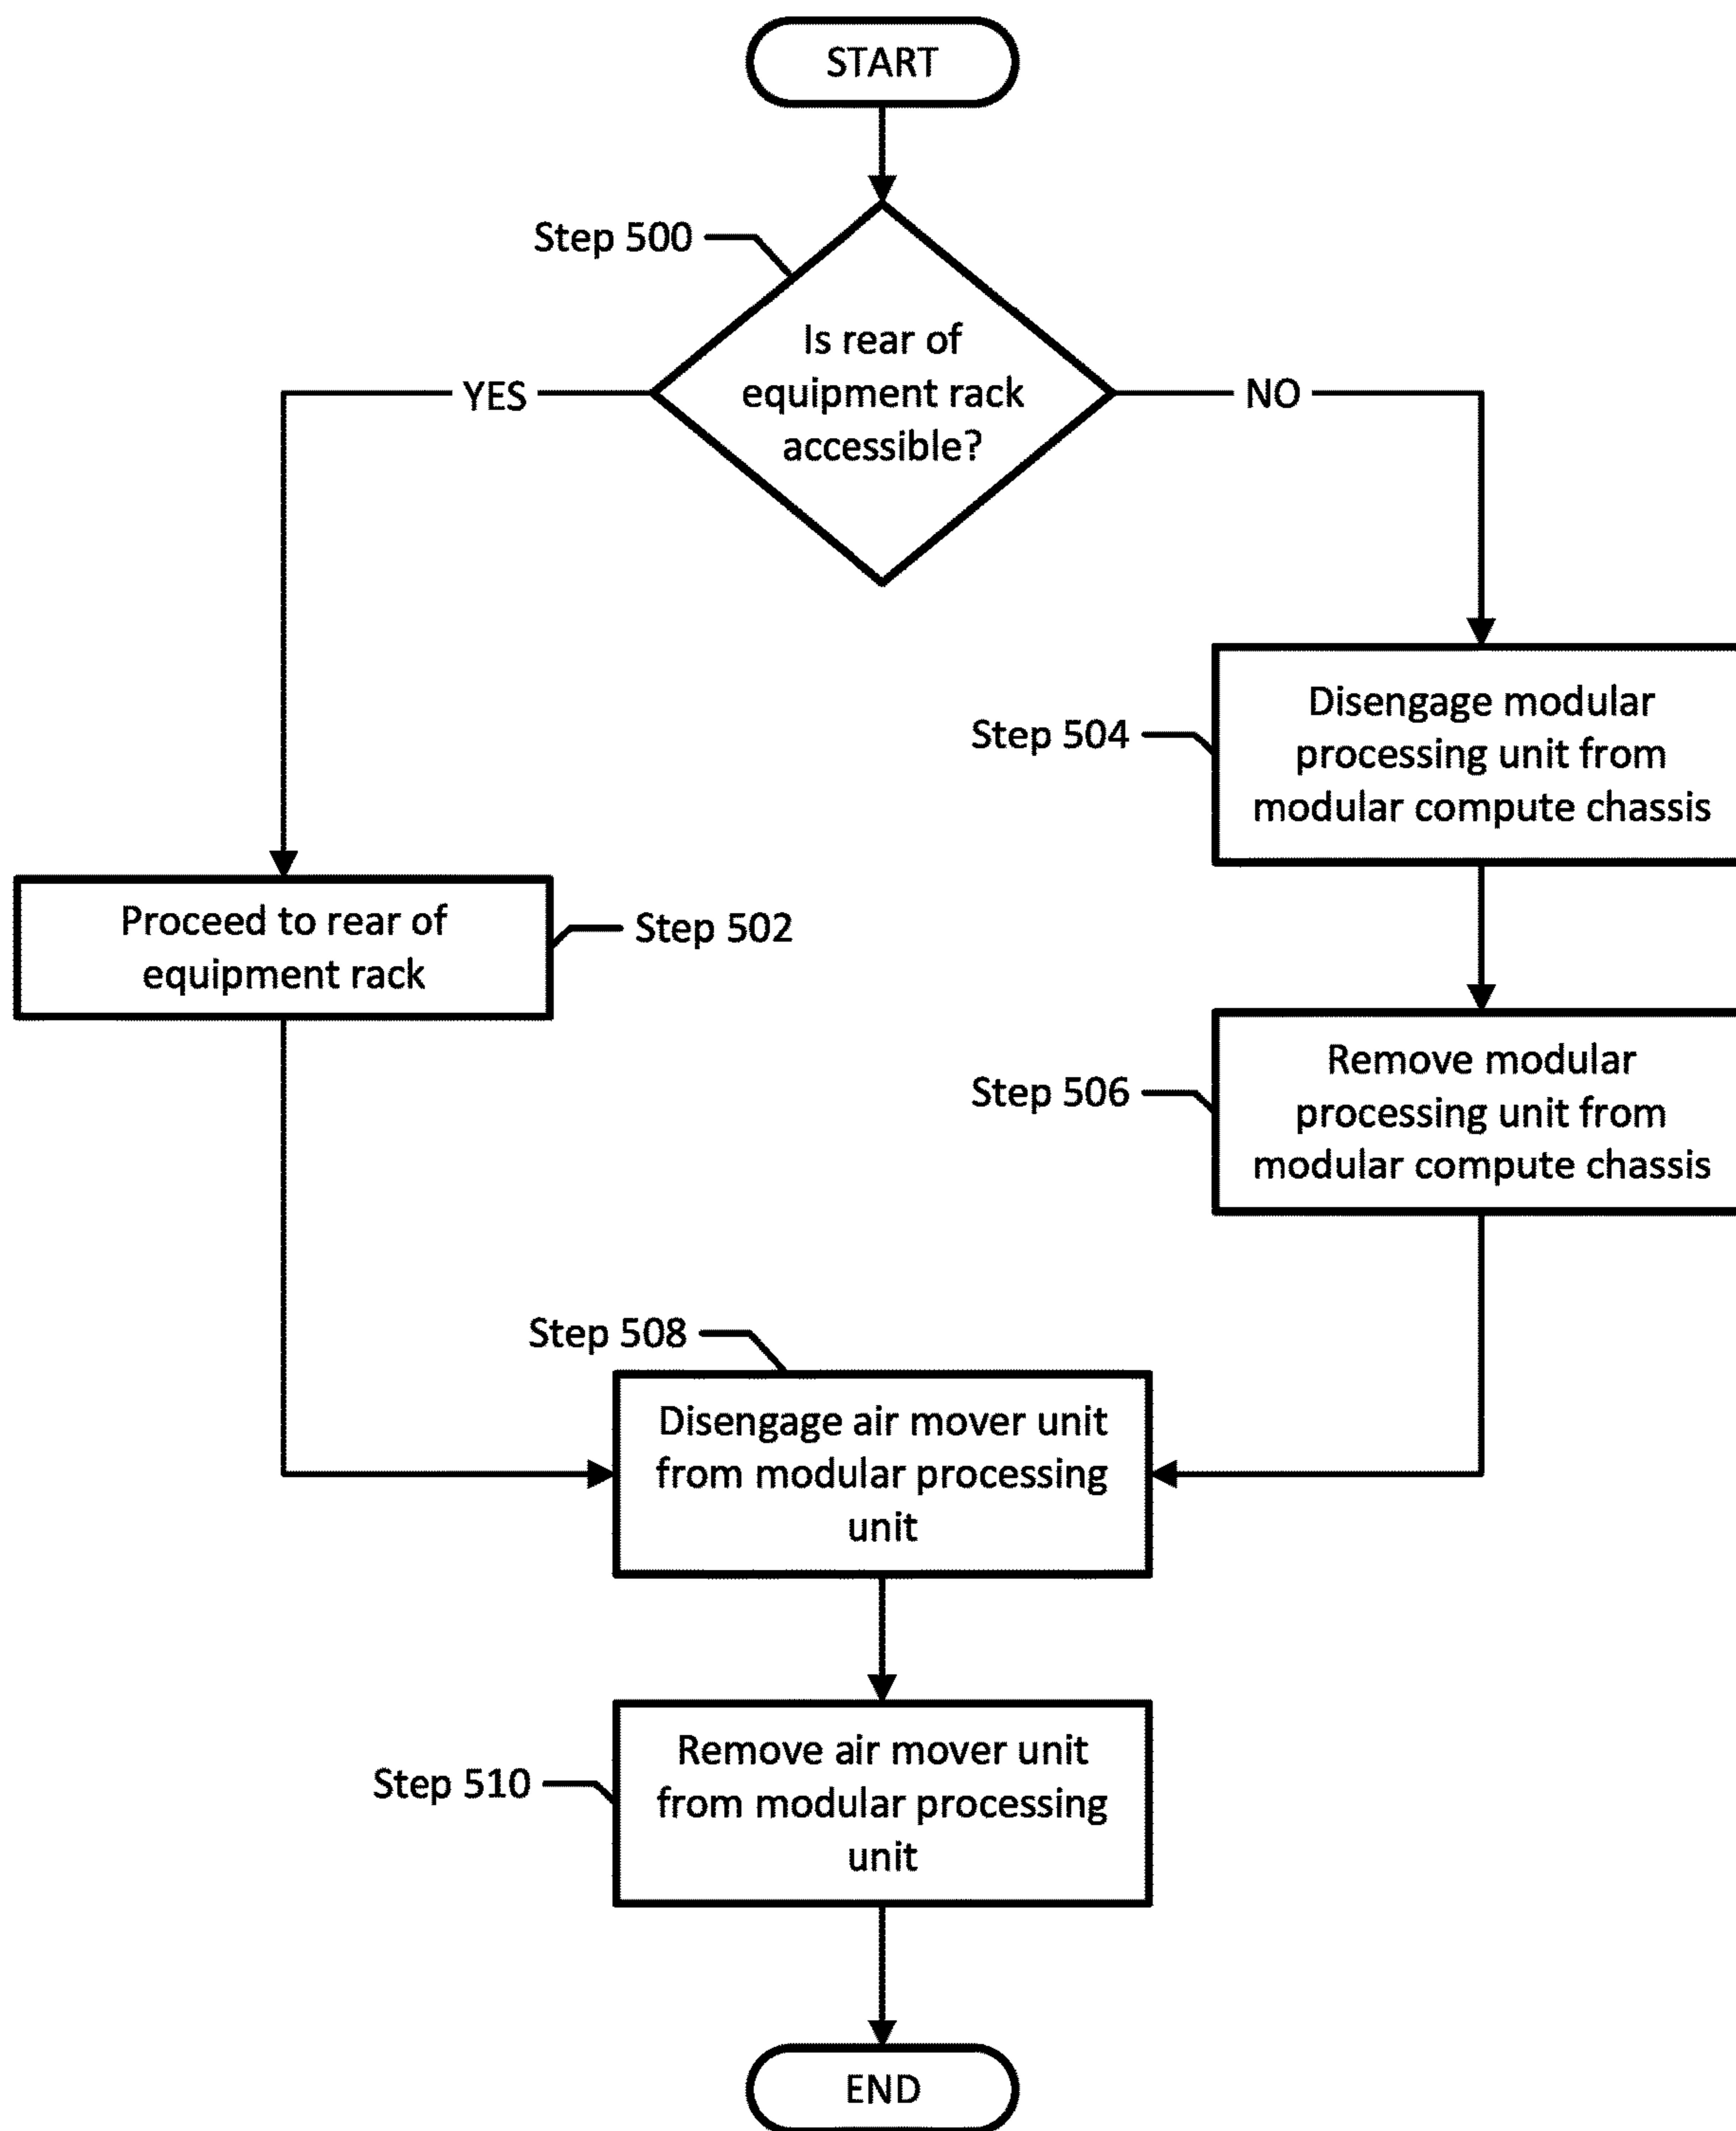 START
Step 500
Is rear of
equipment rack
accessible?
YES
NO
Disengage modular
processing unit from
modular compute chassis
Step 504
Proceed to rear of
equipment rack
Step 502
Remove modular
processing unit from
modular compute chassis
Step 506
Step 508
Disengage air mover unit
from modular processing
unit
Remove air mover unit
from modular processing
unit
Step 510
END